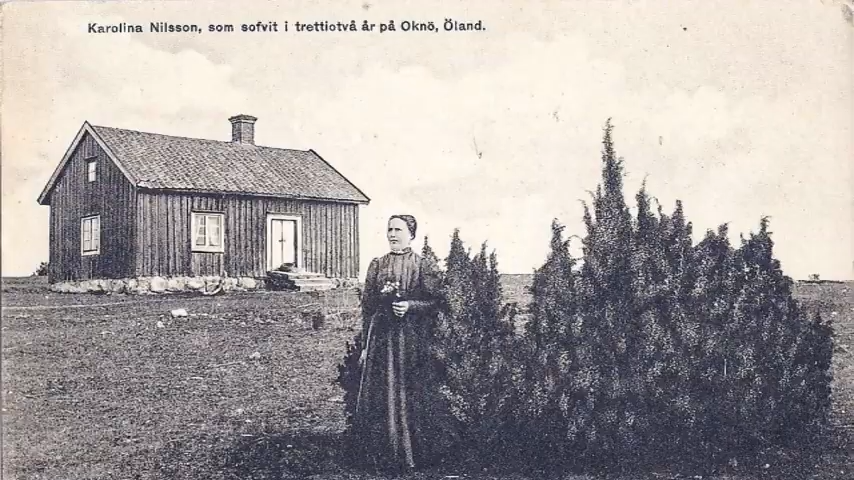 Karolina Nilsson, som sofvit i trettiotvå år på Oknö, Öland.